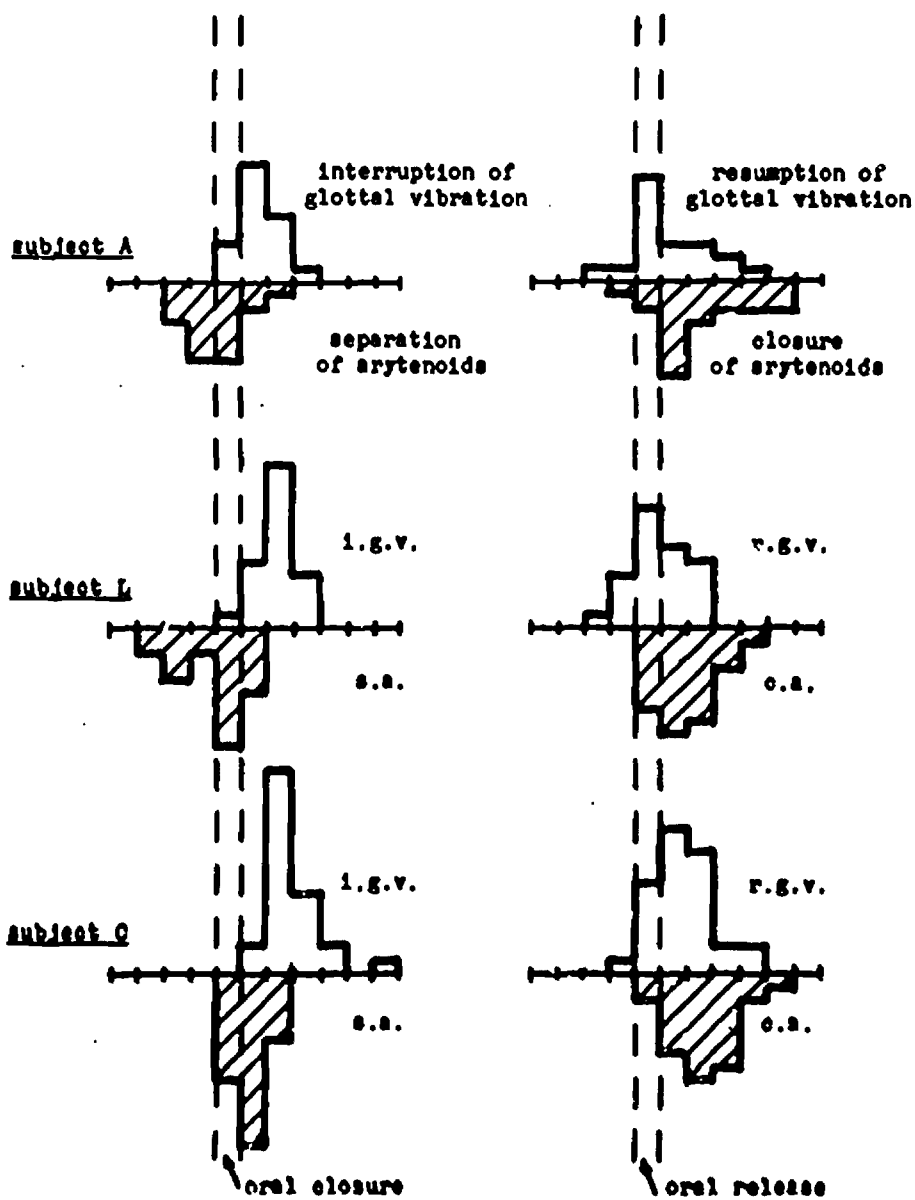 interruption of
glottal vibration
resumption of
glottal vibration
subject A
separation
of arytenoids
closure
of arytenoids
i.g.v.
r.g.v.
subject L
s.a.
c.a.
i.g.v.
r.g.v.
subject C
s.a.
c.a.
oral closure
oral release